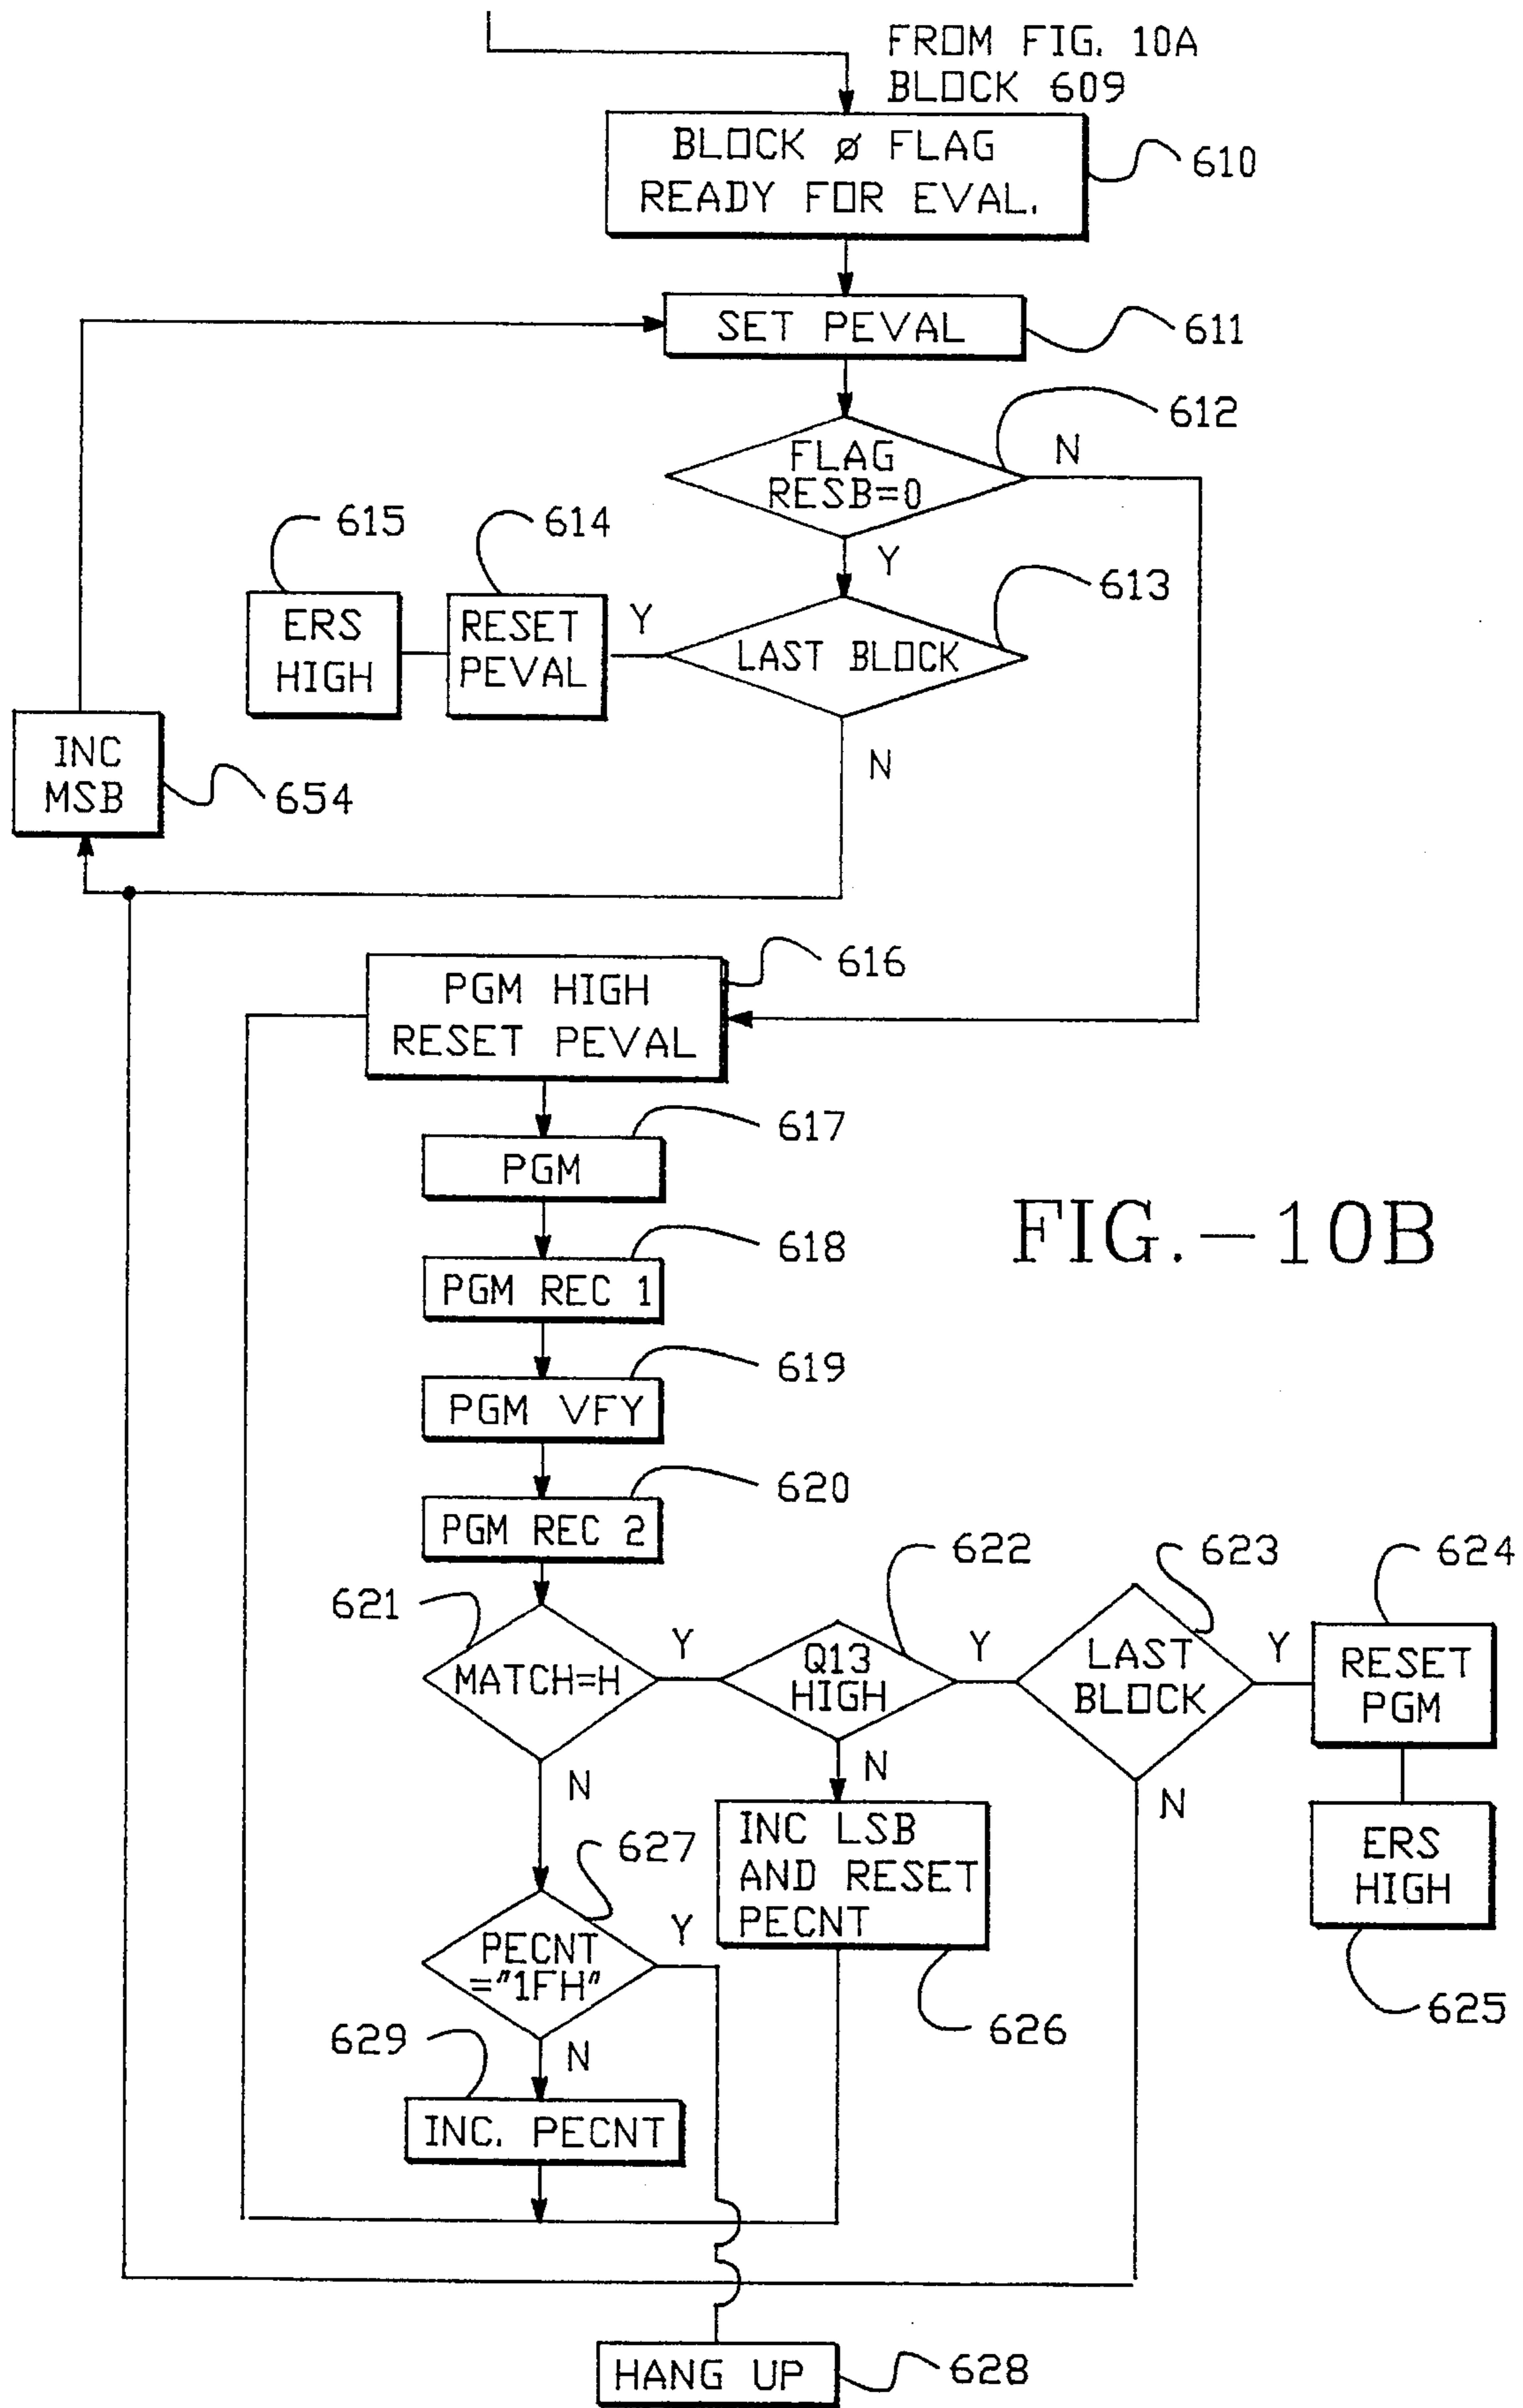 FROM FIG. 10A
BLOCK 609
BLOCK ø FLAG
READY FOR EVAL.
610
SET PEVAL
611
612
FLAG
RESB=0
N
Y
615
614
613
ERS
HIGH
RESET
PEVAL
Y
LAST BLOCK
N
INC
MSB
654
616
PGM HIGH
RESET PEVAL
617
PGM
618
PGM REC 1
FIG.-10B
619
PGM VFY
620
PGM REC 2
621
622
623
624
MATCH=H
Y
Q13
HIGH
Y
LAST
BLOCK
Y
RESET
PGM
N
N
N
627
INC LSB
AND RESET
PECNT
ERS
HIGH
PECNT
="1FH"
Y
626
625
629
N
INC. PECNT
HANG UP
628